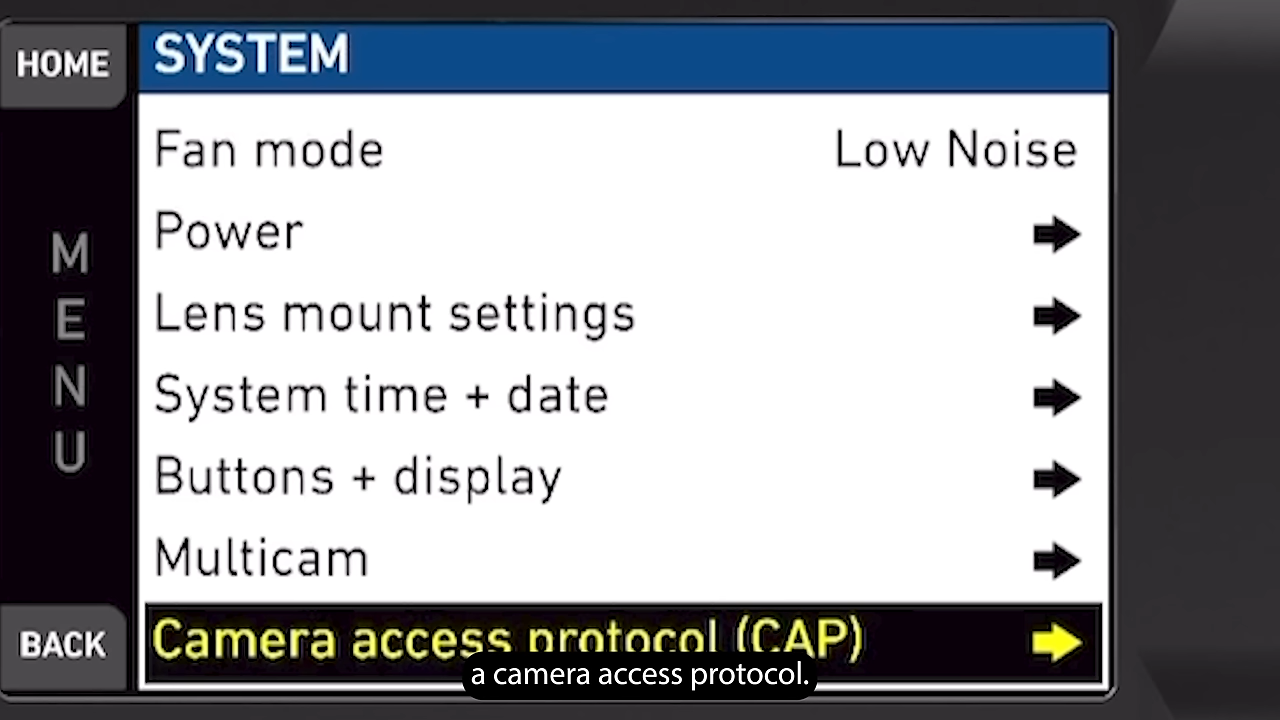 HOME
SYSTEM
Fan mode Low Noise
Power
Lens mount settings
System time + date
Buttons + display
Multicam
MENU
BACK
Camera access protocol (CAP)
a camera access protocol.